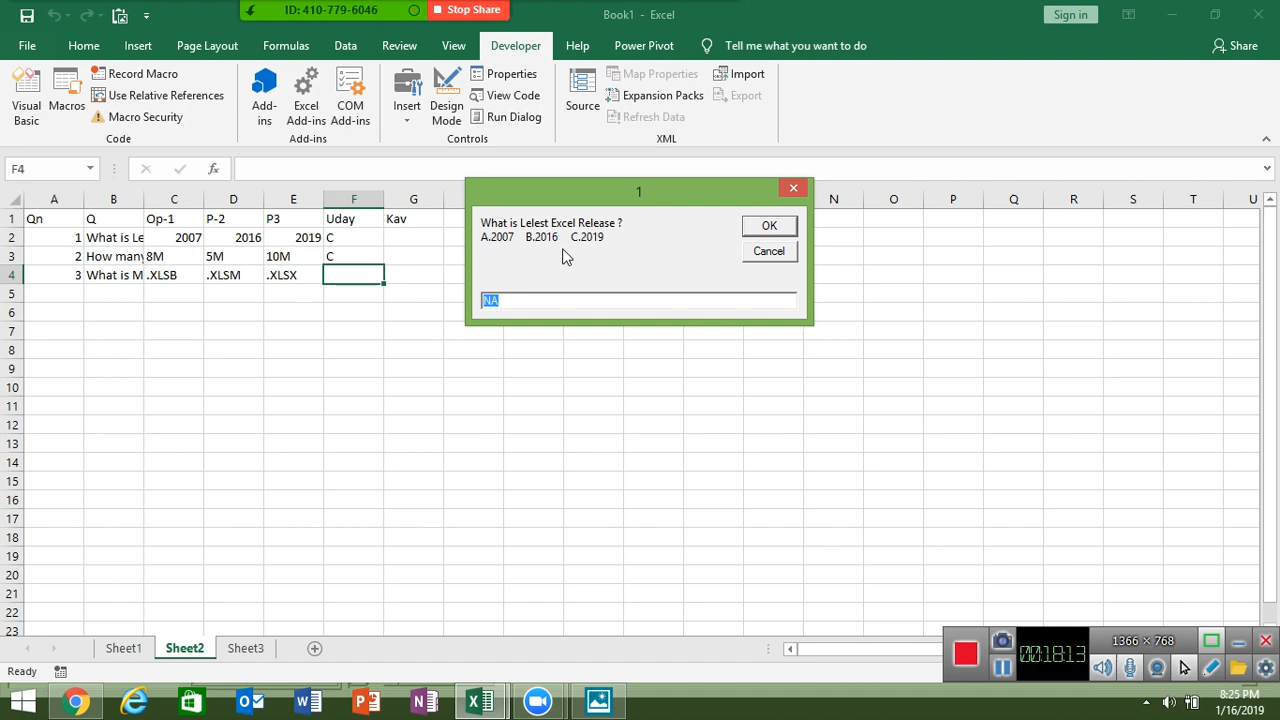 ID: 410-779-6046
Stop Share
Book1 - Excel
Sign in
File Home Insert Page Layout Formulas Data Review View Developer Help Power Pivot Tell me what you want to do Share
Visual Basic
Macros
Record Macro
Use Relative References
Macro Security
Code
Add-ins
Excel Add-ins
COM Add-ins
Add-ins
Insert
Design Mode
Properties
View Code
Run Dialog
Controls
Source
Map Properties
Expansion Packs
Refresh Data
Import
Export
XML
F4
fx
A B C D E F G N O P Q R S T U
1 Qn Q Op-1 P-2 P3 Uday Kav
2 1 What is Le 2007 2016 2019 C
3 2 How many 8M 5M 10M C
4 3 What is M .XLSB .XLSM .XLSX
5
6
7
8
9
10
11
12
13
14
15
16
17
18
19
20
21
22
23
1
What is Lelest Excel Release ?
A.2007 B.2016 C.2019
OK
Cancel
NA
Sheet1 Sheet2 Sheet3
Ready
1366 × 768
00:18:13
8:25 PM
1/16/2019